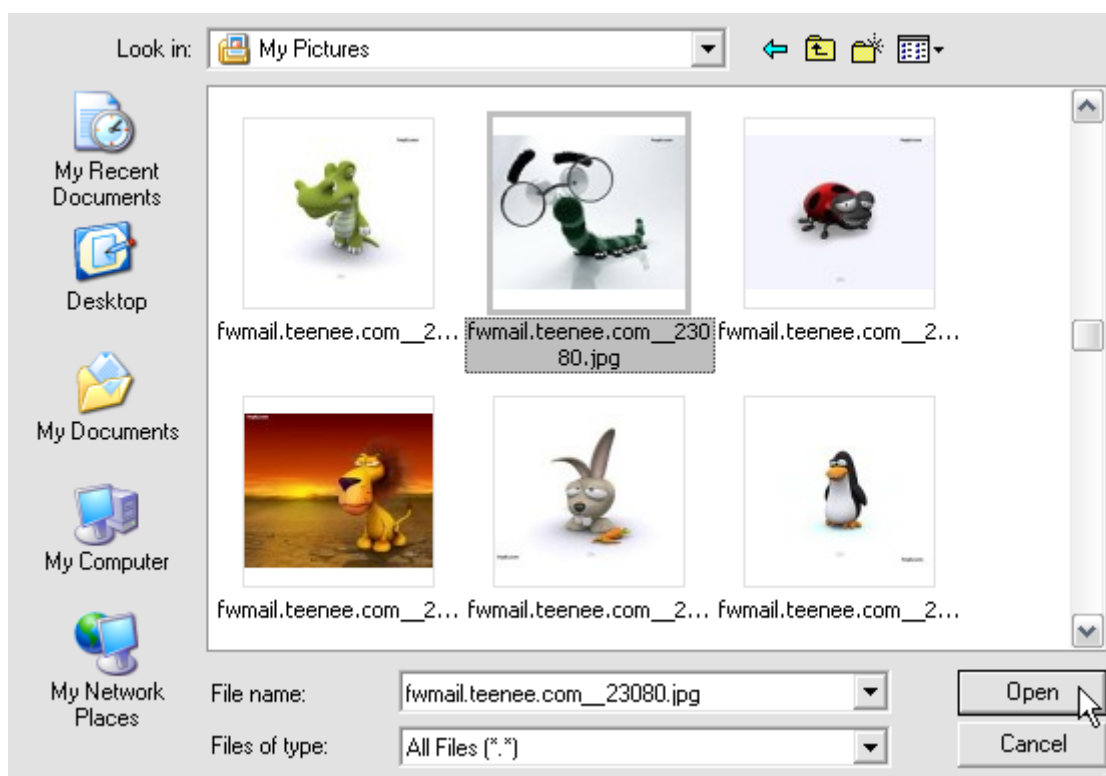 Look in: My Pictures
My Recent
Documents
Desktop
My Documents
My Computer
My Network
Places
fwmail.teenee.com__2...
fwmail.teenee.com__230
80.jpg
fwmail.teenee.com__2...
fwmail.teenee.com__2...
fwmail.teenee.com__2...
fwmail.teenee.com__2...
File name: fwmail.teenee.com__23080.jpg
Open
Files of type: All Files (*.*)
Cancel